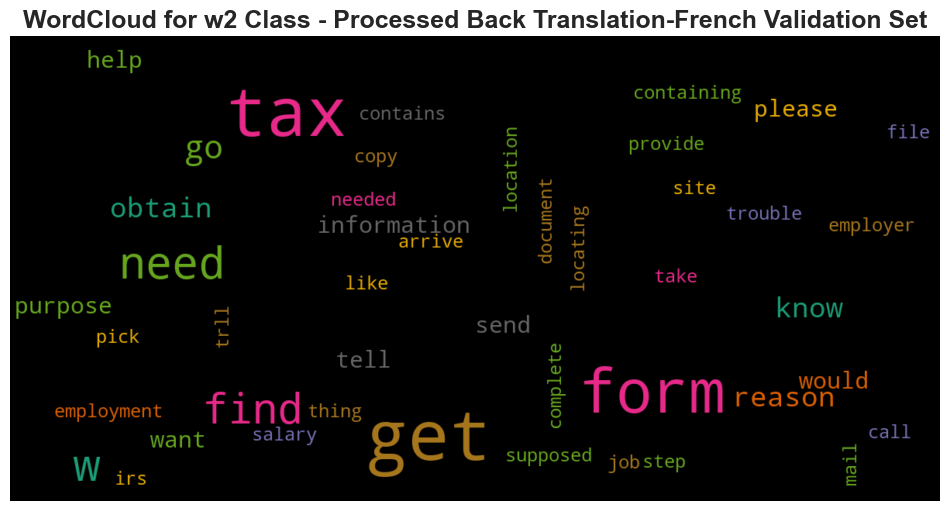 WordCloud for w2 Class - Processed Back Translation-French Validation Set
help
tax
contains
containing
please
file
go
copy
location
provide
obtain
needed
information
arrive
document
locating
site
trouble
employer
need
like
take
purpose
pick
trll
send
know
tell
complete
form
would
reason
employment
find
thing
get
want
salary
supposed
job
step
call
mail
w
irs